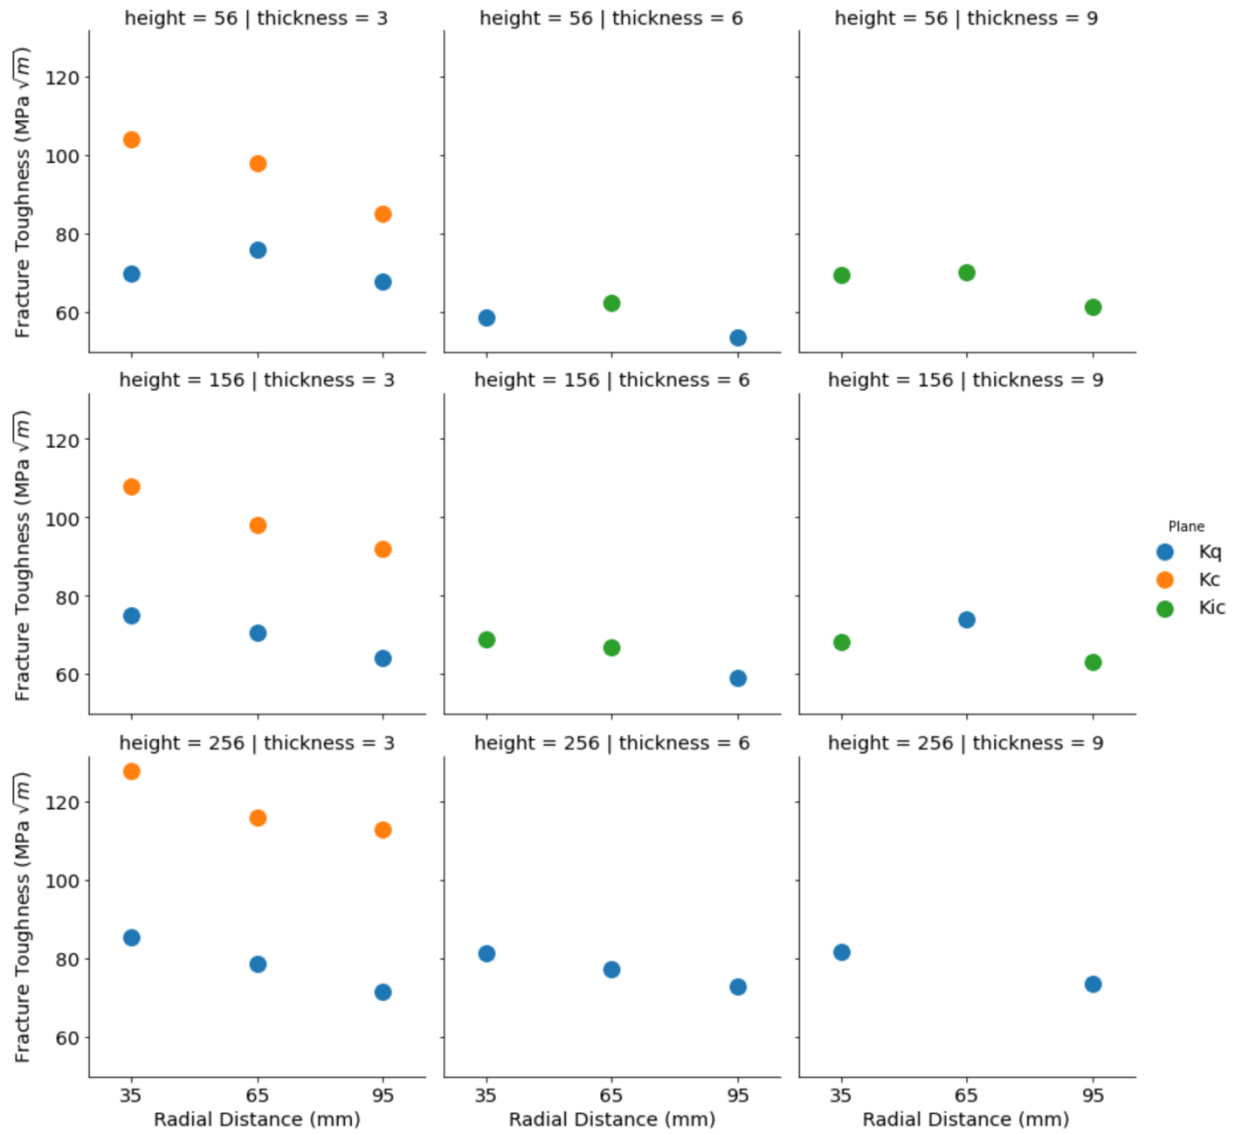 height = 56 | thickness = 3
height = 56 | thickness = 6
height = 56 | thickness = 9
Fracture Toughness (MPa √m)
120
100
80
60
height = 156 | thickness = 3
height = 156 | thickness = 6
height = 156 | thickness = 9
Fracture Toughness (MPa √m)
120
100
80
60
Plane
Kq
Kc
Kic
height = 256 | thickness = 3
height = 256 | thickness = 6
height = 256 | thickness = 9
Fracture Toughness (MPa √m)
120
100
80
60
35 65 95
35 65 95
35 65 95
Radial Distance (mm)
Radial Distance (mm)
Radial Distance (mm)